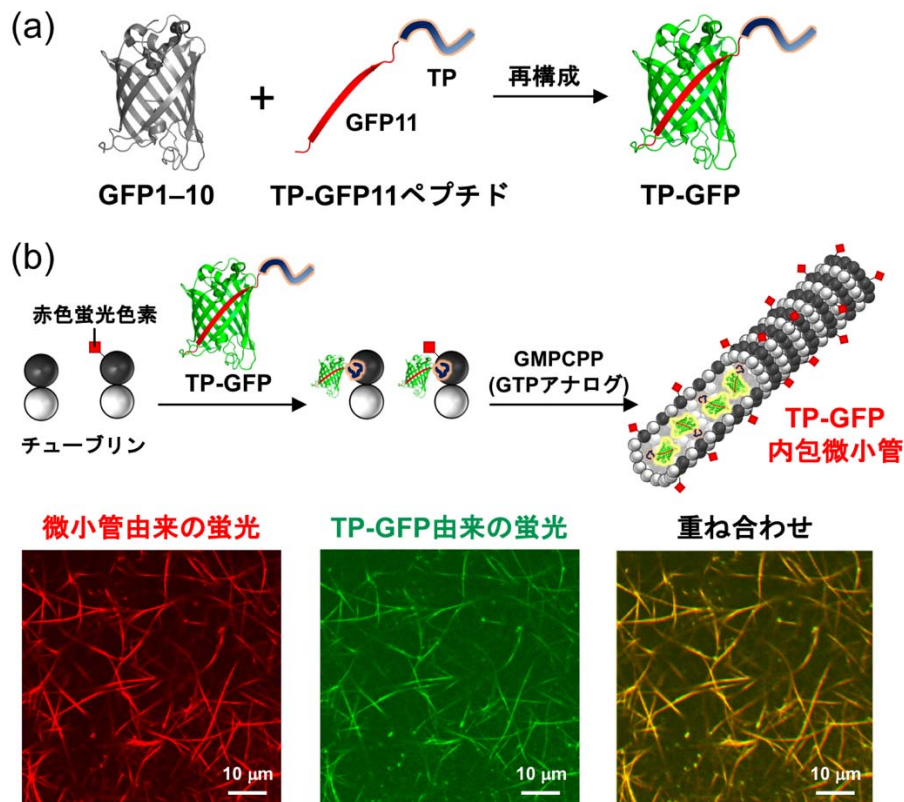 (a)
TP
再構成
GFP11
GFP1–10
TP-GFP11ペプチド
TP-GFP
(b)
赤色蛍光色素
TP-GFP
チューブリン
GMPCPP
(GTPアナログ)
TP-GFP
内包微小管
微小管由来の蛍光
TP-GFP由来の蛍光
重ね合わせ
10 μm
10 μm
10 μm